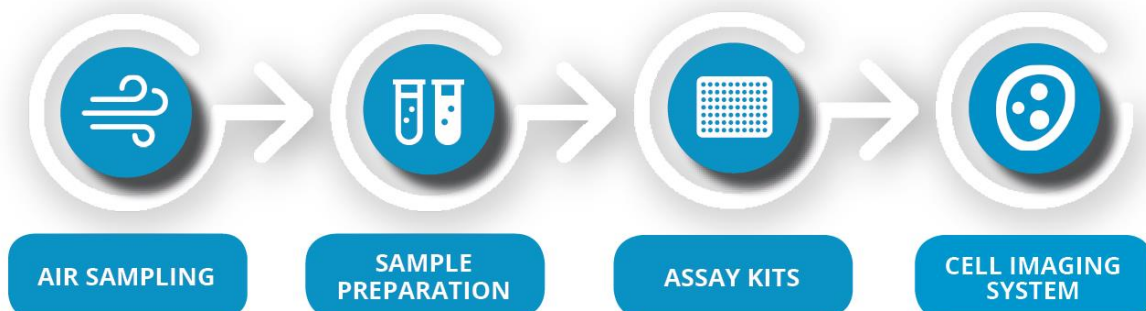 AIR SAMPLING
SAMPLE
PREPARATION
ASSAY KITS
CELL IMAGING
SYSTEM